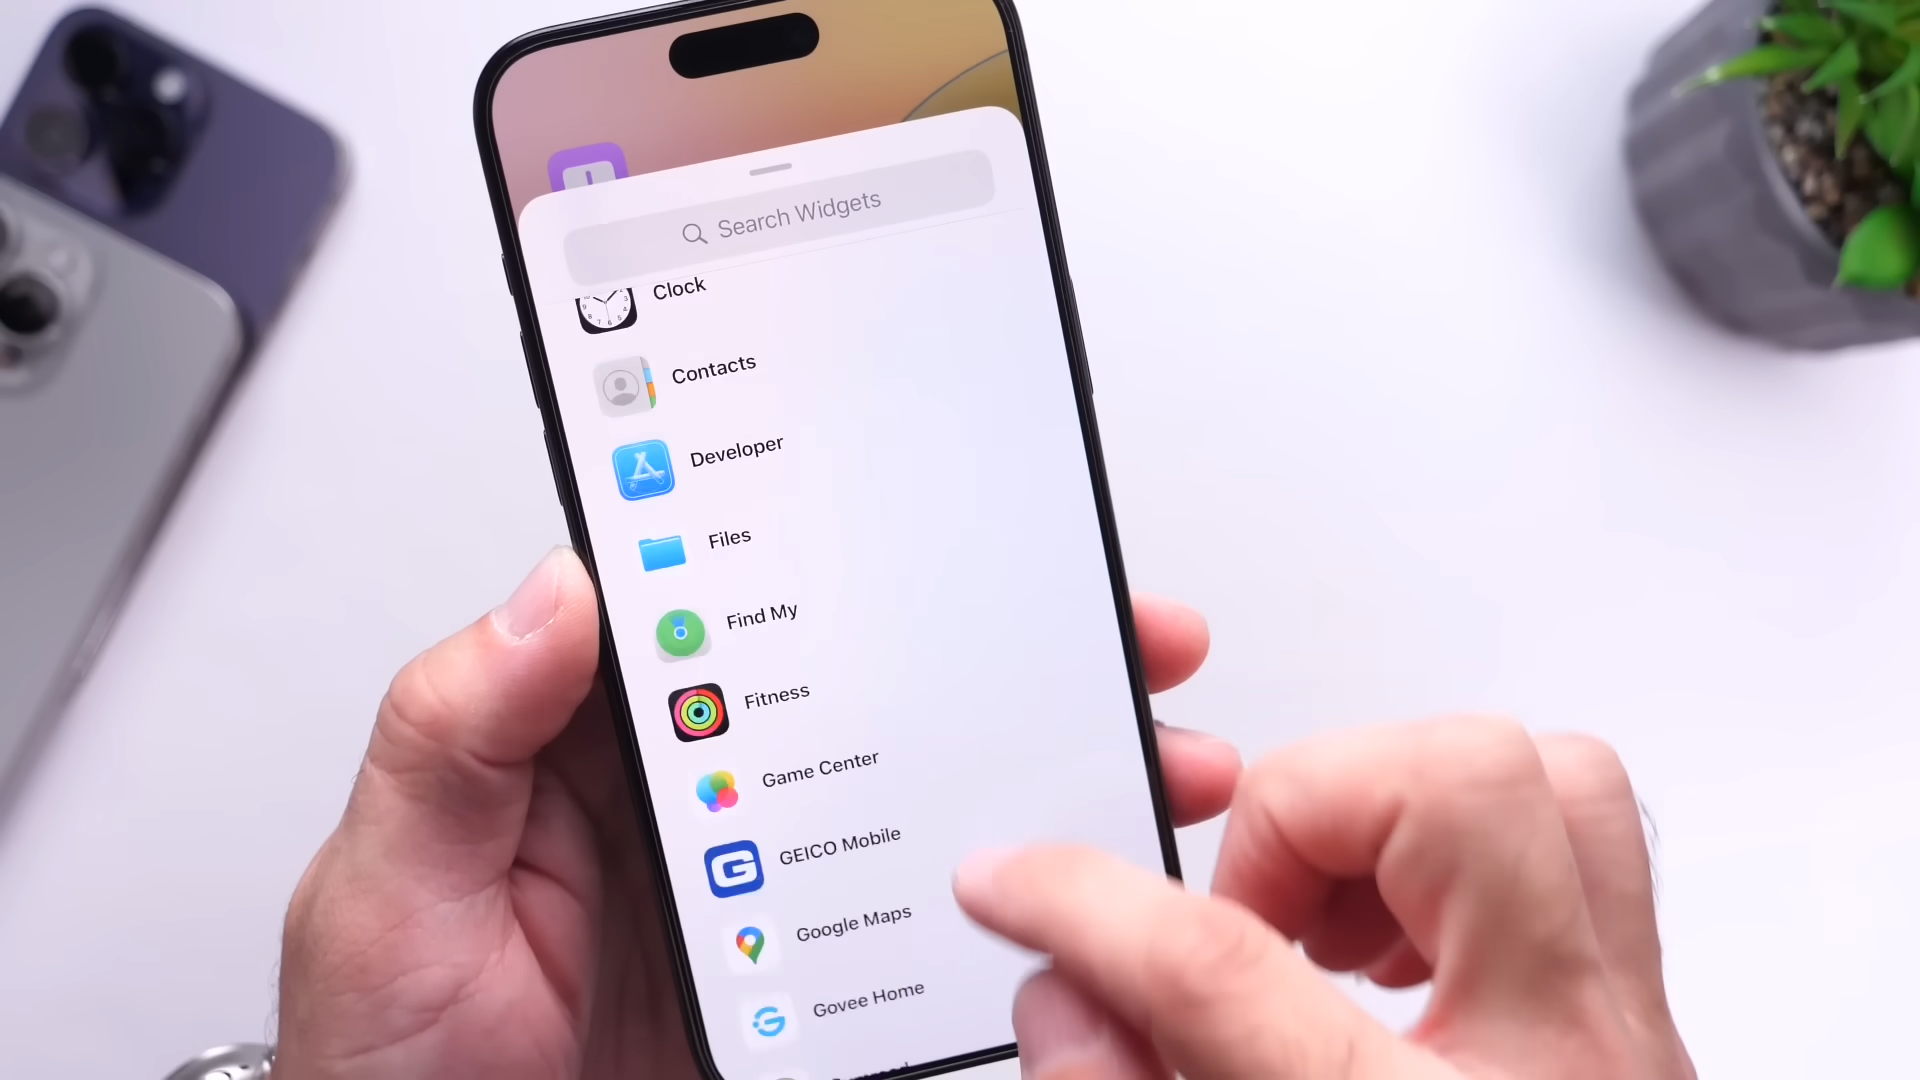 Search Widgets
Clock
Contacts
Developer
Files
Find My
Fitness
Game Center
GEICO Mobile
Google Maps
Govee Home